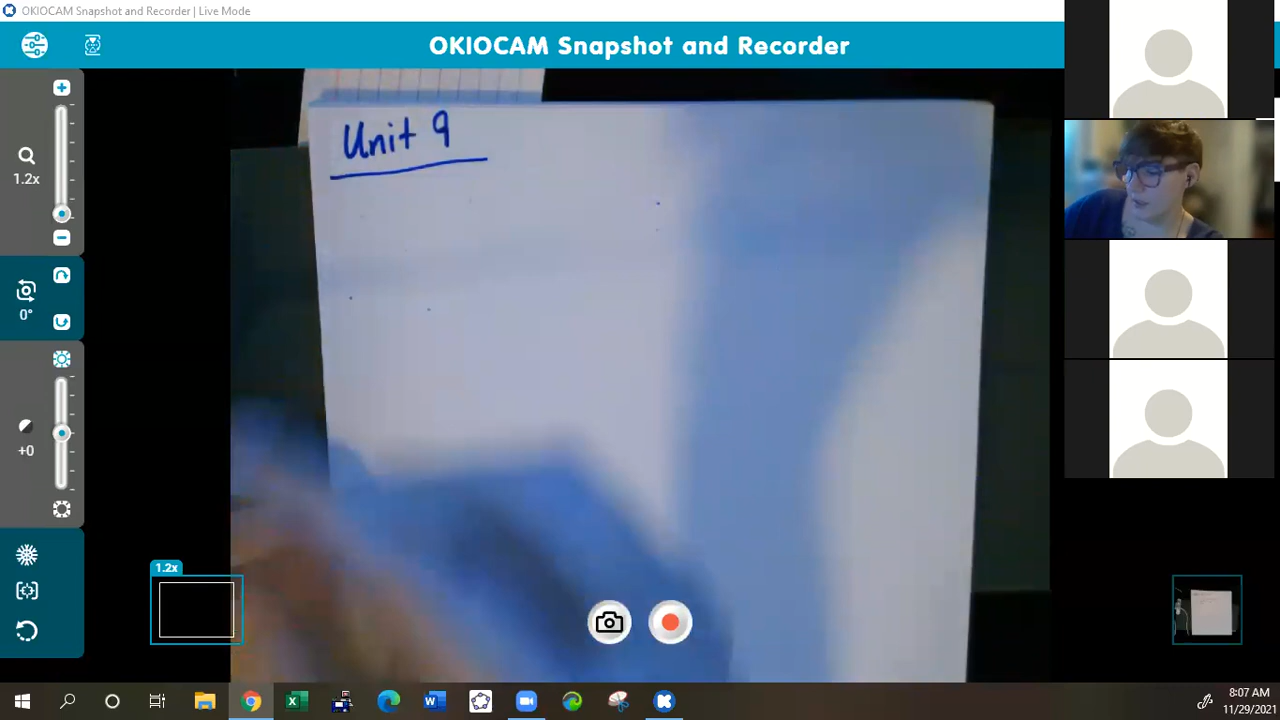 OKIOCAM Snapshot and Recorder | Live Mode
OKIOCAM Snapshot and Recorder
Unit 9
1.2x
0°
+0
1.2x
8:07 AM
11/29/2021